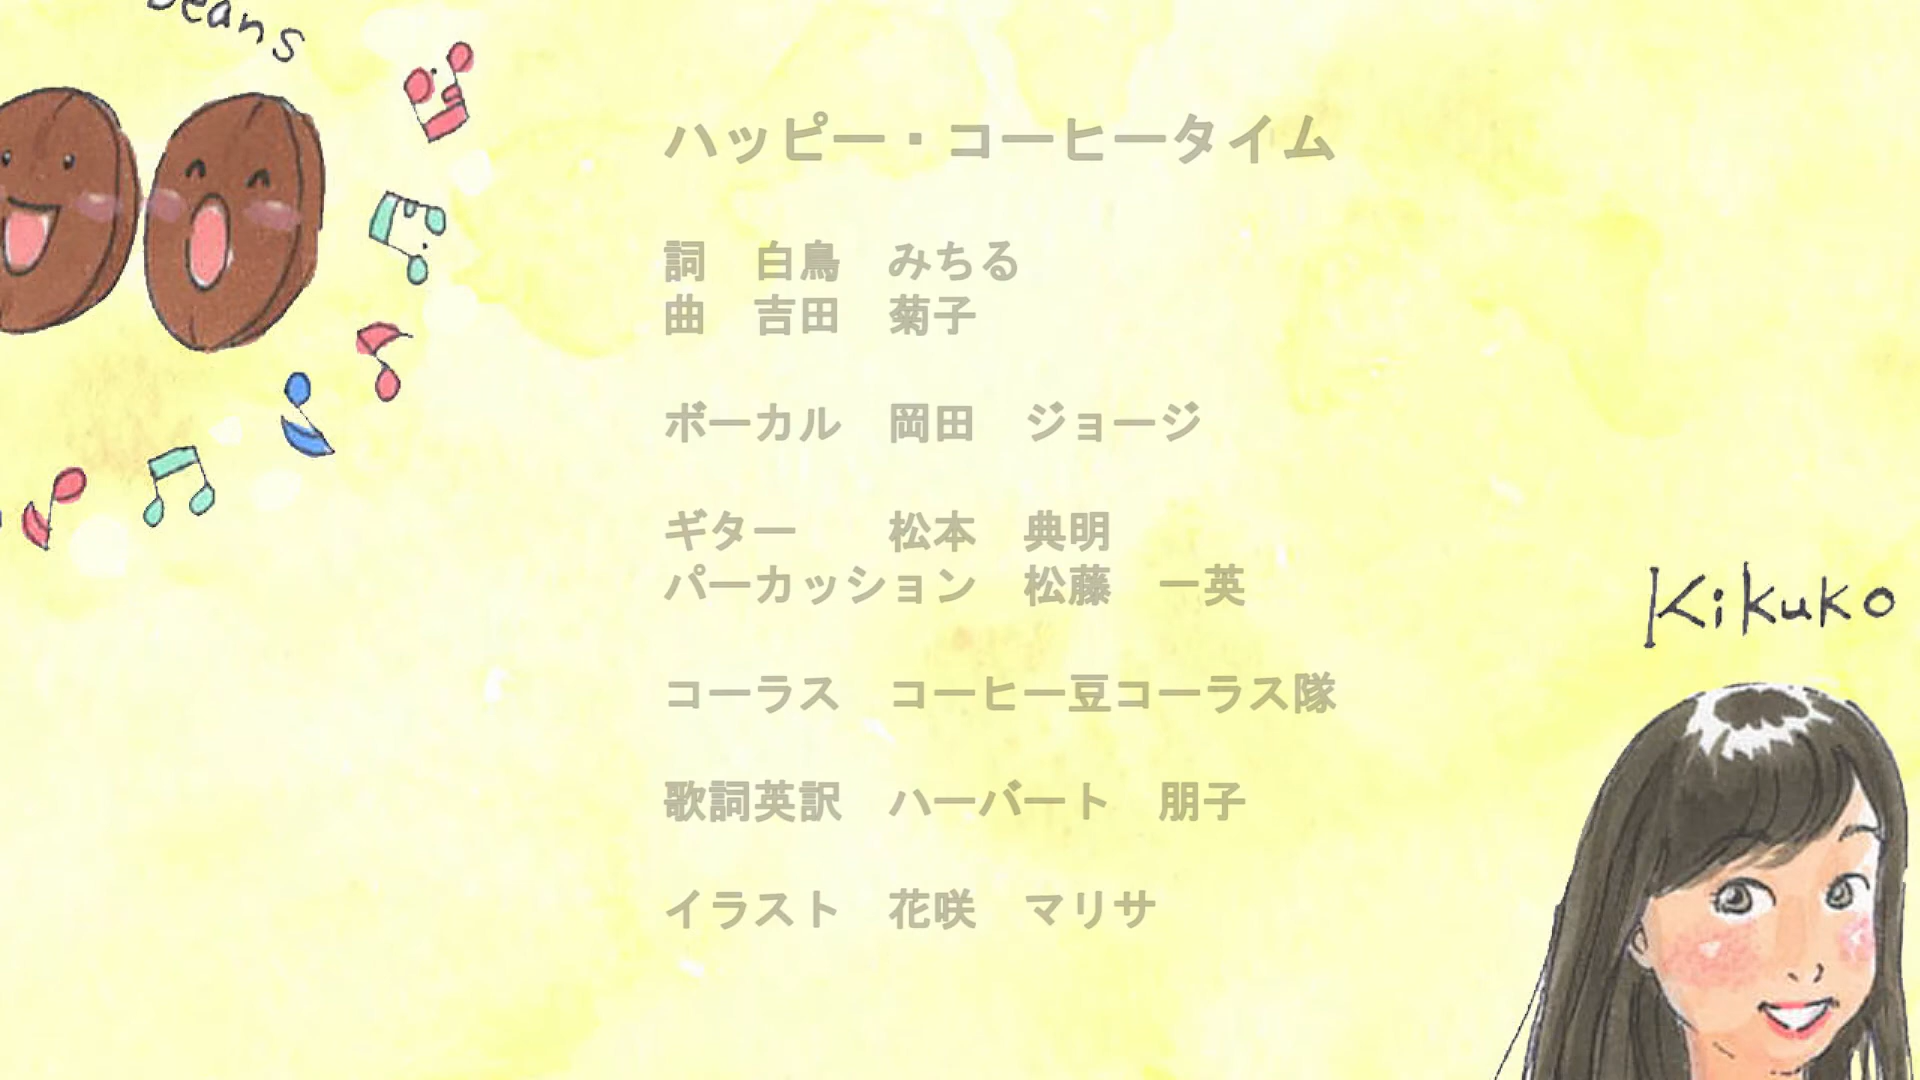 beans
ハッピー・コーヒータイム
詞　白鳥　みちる
曲　吉田　菊子
ボーカル　岡田　ジョージ
ギター　　松本　典明
パーカッション　松藤　一英
Kikuko
コーラス　コーヒー豆コーラス隊
歌詞英訳　ハーバート　朋子
イラスト　花咲　マリサ